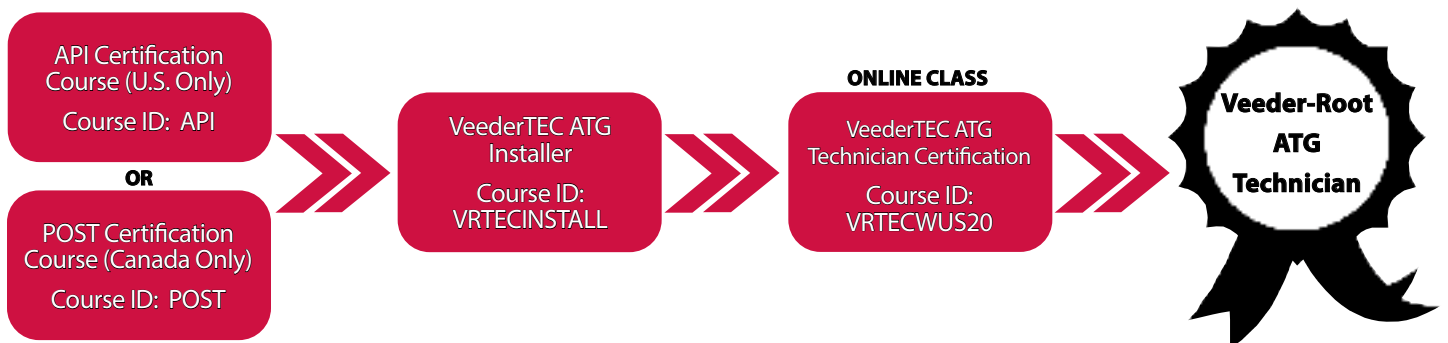 API Certification
Course (U.S. Only)
Course ID: API
OR
POST Certification
Course (Canada Only)
Course ID: POST
VeederTEC ATG
Installer
Course ID:
VRTECINSTALL
ONLINE CLASS
VeederTEC ATG
Technician Certification
Course ID:
VRTECWUS20
Veeder-Root
ATG
Technician